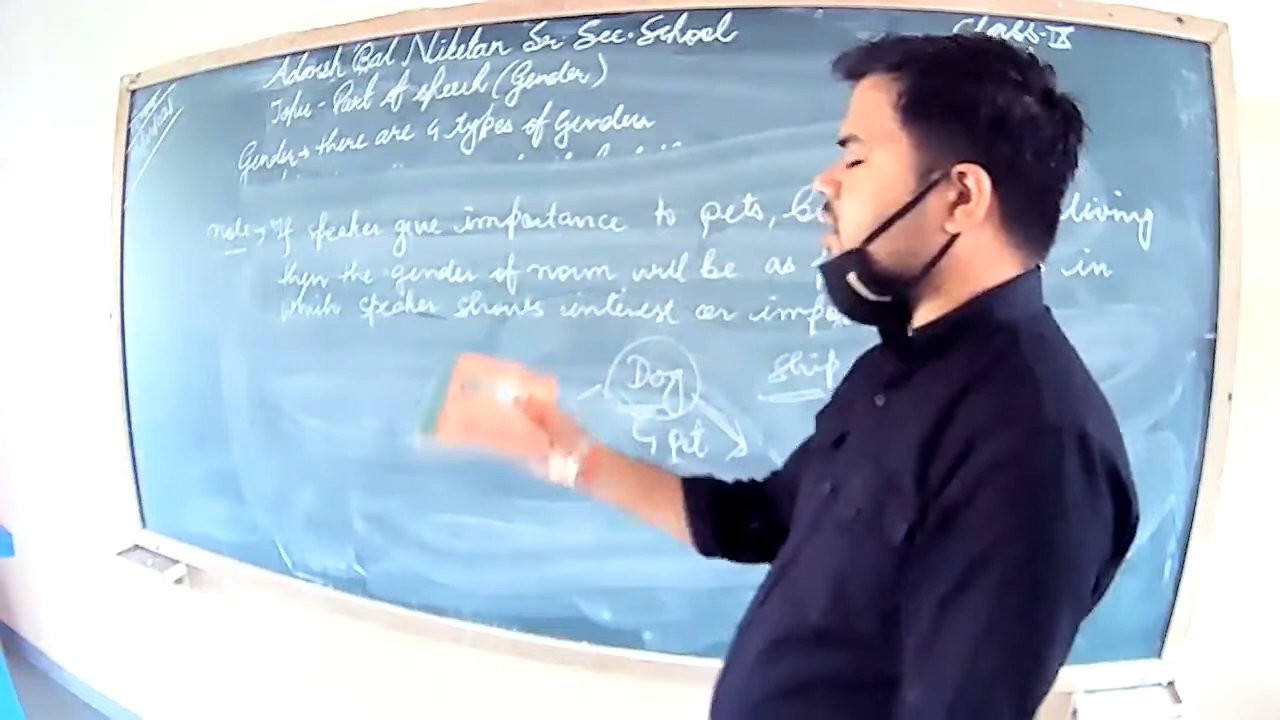 Adarsh Bal Niketan Sr. Sec. School
Class-IX
Topic - Part of speech (Gender)
Gender → there are 4 types of Gender
note → If speaker give importance to pets, living
then the gender of noun will be as in
which speaker shows interest or
Dog
Ship
↳ pet